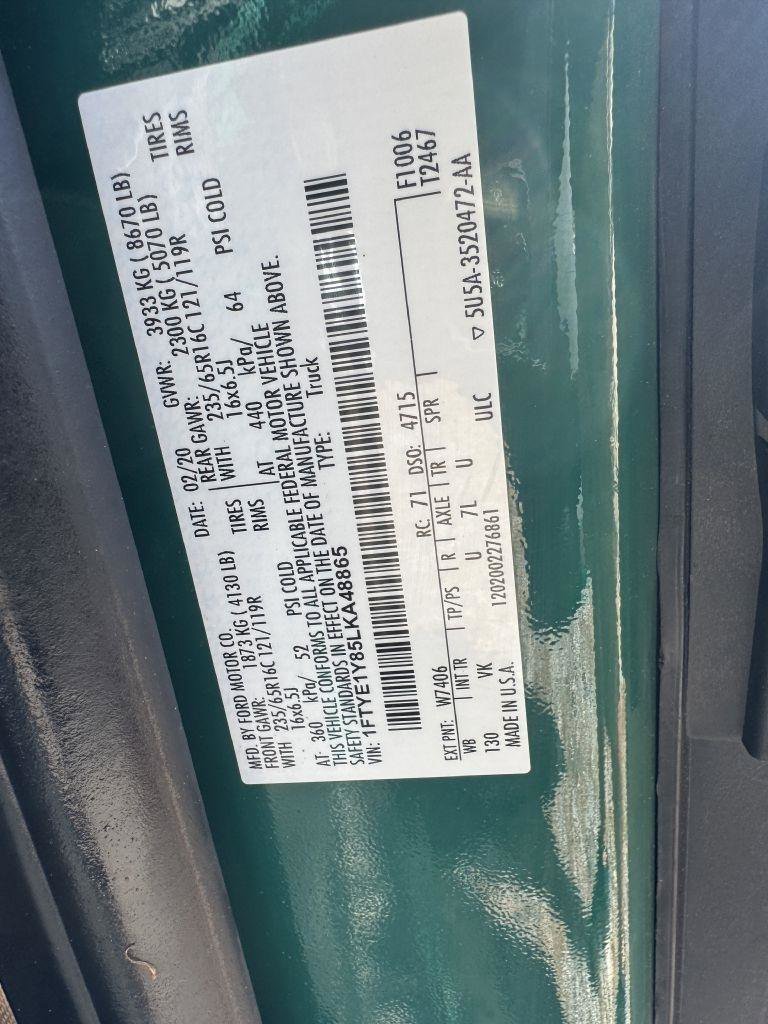 MFD. BY FORD MOTOR CO. DATE: 02/20 GVWR: 3933 KG ( 8670 LB)
FRONT GAWR: 1873 KG ( 4130 LB) REAR GAWR: 2300 KG ( 5070 LB)
WITH 235/65R16C 121/119R TIRES WITH 235/65R16C 121/119R TIRES
16x6.5J RIMS 16x6.5J RIMS
AT 360 kPa/ 52 PSI COLD AT 440 kPa/ 64 PSI COLD
THIS VEHICLE CONFORMS TO ALL APPLICABLE FEDERAL MOTOR VEHICLE
SAFETY STANDARDS IN EFFECT ON THE DATE OF MANUFACTURE SHOWN ABOVE.
VIN: 1FTYE1Y85LKA48865 TYPE: Truck
F1006
T2467
EXT PNT: W7406 RC: 71 DSO: 4715
WB INT TR TP/PS R AXLE TR SPR
130 VK U 7L U
MADE IN U.S.A. 1202002276861 ULC ▽ 5U5A-3520472-AA